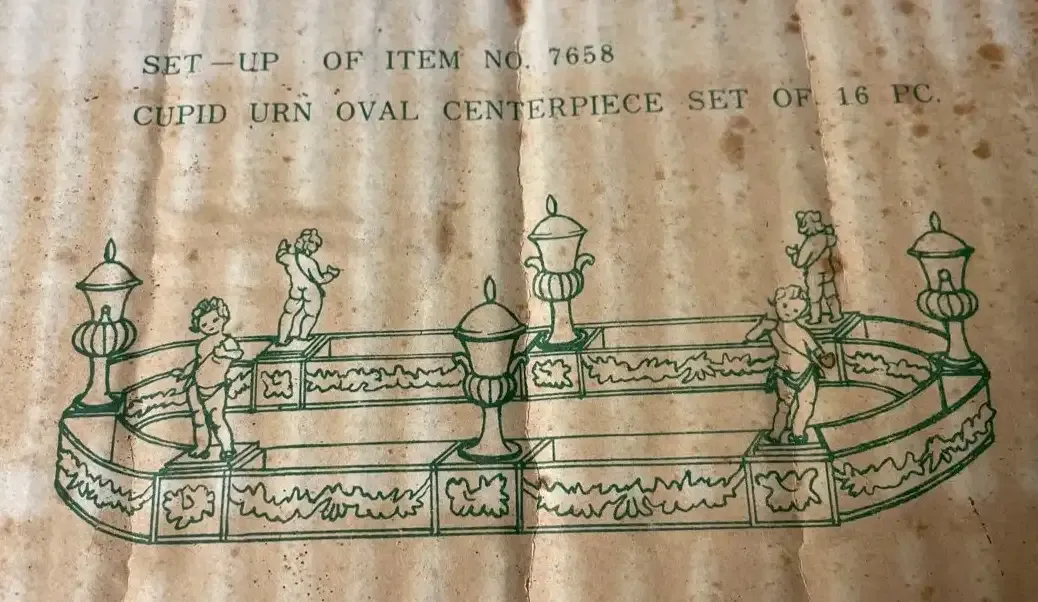 SET-UP OF ITEM NO. 7658
CUPID URN OVAL CENTERPIECE SET OF 16 PC.